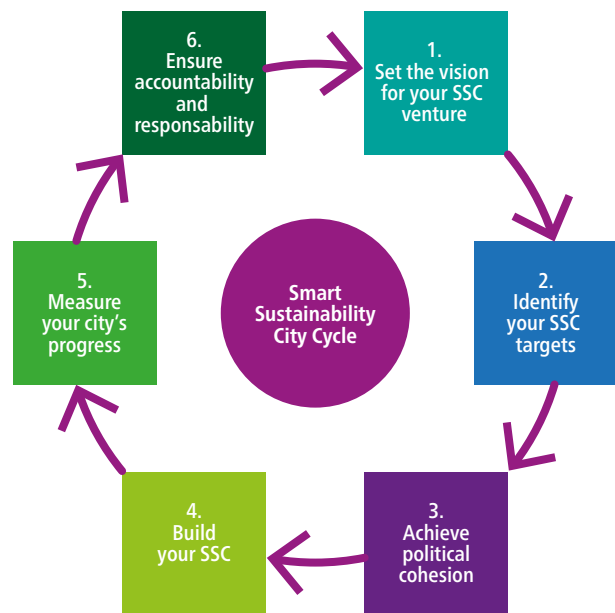 1.
Set the vision
for your SSC
venture
2.
Identify
your SSC
targets
3.
Achieve
political
cohesion
4.
Build
your SSC
5.
Measure
your city’s
progress
6.
Ensure
accountability
and
responsability
Smart
Sustainability
City Cycle